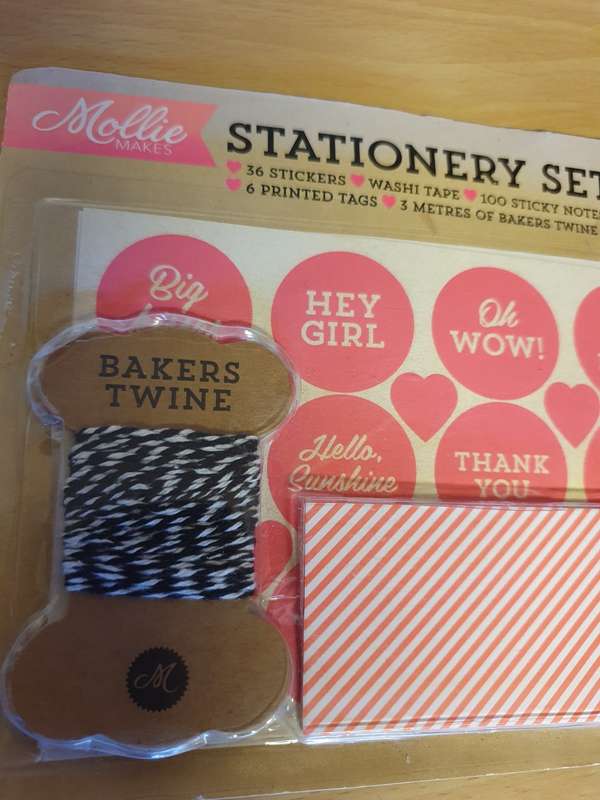 Mollie
MAKES
STATIONERY SET
36 STICKERS WASHI TAPE 100 STICKY NOTES
6 PRINTED TAGS 3 METRES OF BAKERS TWINE
Big
HEY
GIRL
Oh
WOW!
BAKERS
TWINE
Hello,
Sunshine
THANK
YOU
M